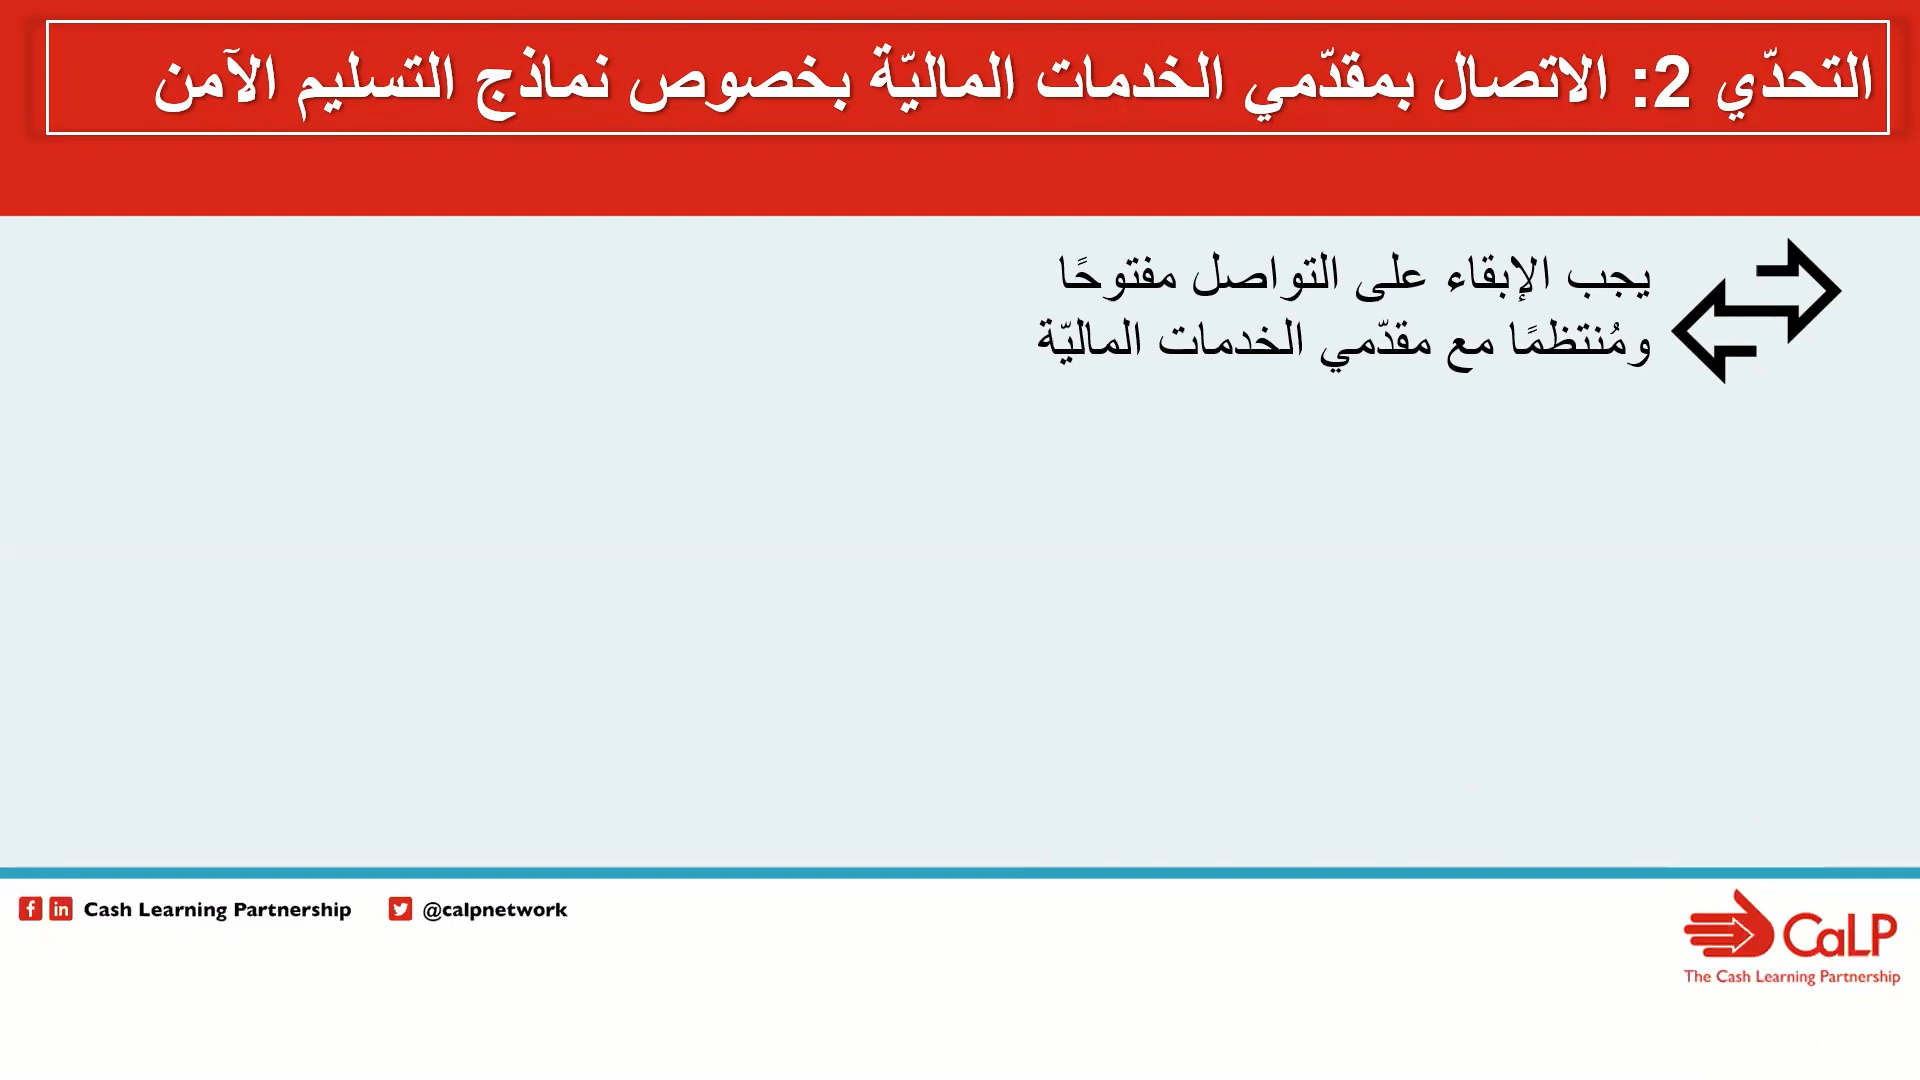 التحدّي 2: الاتصال بمقدّمي الخدمات الماليّة بخصوص نماذج التسليم الآمن
يجب الإبقاء على التواصل مفتوحًا
ومُنتظمًا مع مقدّمي الخدمات الماليّة
Cash Learning Partnership @calpnetwork
CaLP
The Cash Learning Partnership